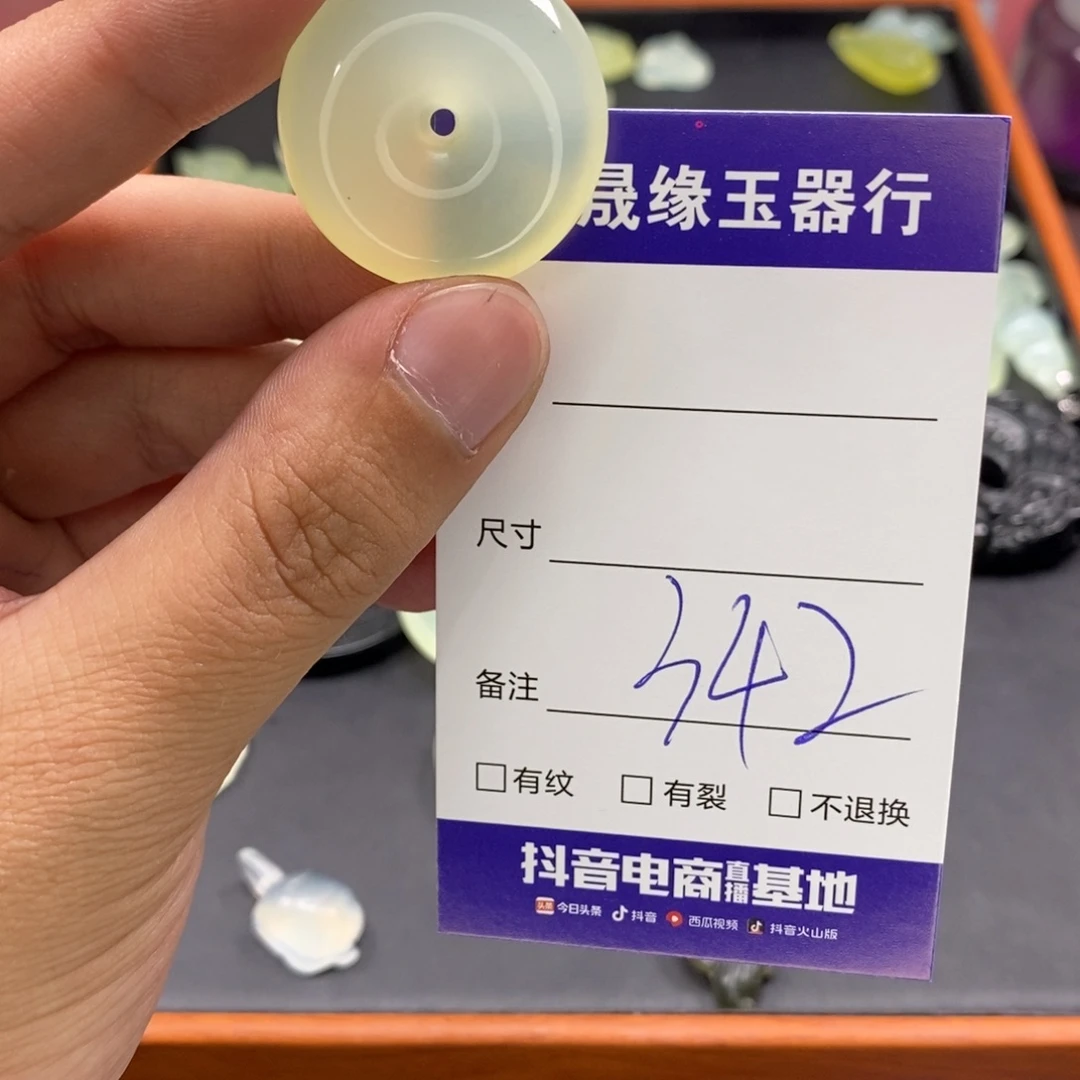 晟缘玉器行
尺寸
备注 342
有纹 有裂 不退换
抖音电商直播基地
头条 今日头条 抖音 西瓜视频 抖音火山版